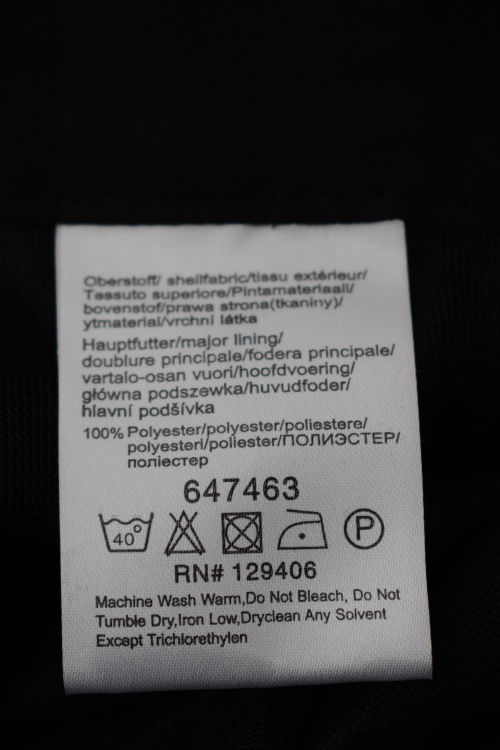 Oberstoff/ shellfabric/tissu extérieur/
Tessuto superiore/Pintamateriaali/
bovenstof/prawa strona(tkaniny)/
ytmaterial/vrchní látka
Hauptfutter/major lining/
doublure principale/fodera principale/
vartalo-osan vuori/hoofdvoering/
główna podszewka/huvudfoder/
hlavní podšívka
100% Polyester/polyester/poliestere/
polyesteri/poliester/ПОЛИЭСТЕР/
поліестер
647463
40° P
RN# 129406
Machine Wash Warm,Do Not Bleach, Do Not
Tumble Dry,Iron Low,Dryclean Any Solvent
Except Trichlorethylen